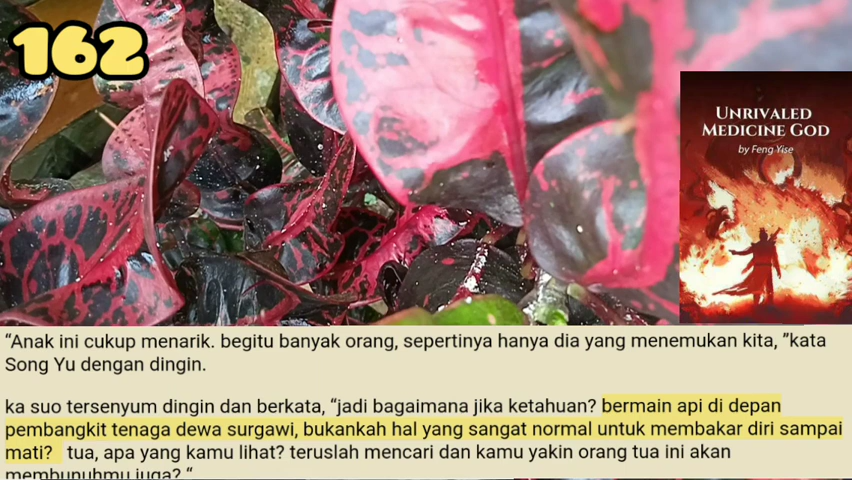 162
UNRIVALED
MEDICINE GOD
by Feng Yise
“Anak ini cukup menarik. begitu banyak orang, sepertinya hanya dia yang menemukan kita, ”kata
Song Yu dengan dingin.
ka suo tersenyum dingin dan berkata, “jadi bagaimana jika ketahuan? bermain api di depan
pembangkit tenaga dewa surgawi, bukankah hal yang sangat normal untuk membakar diri sampai
mati? tua, apa yang kamu lihat? teruslah mencari dan kamu yakin orang tua ini akan
membunuhmu juga? “